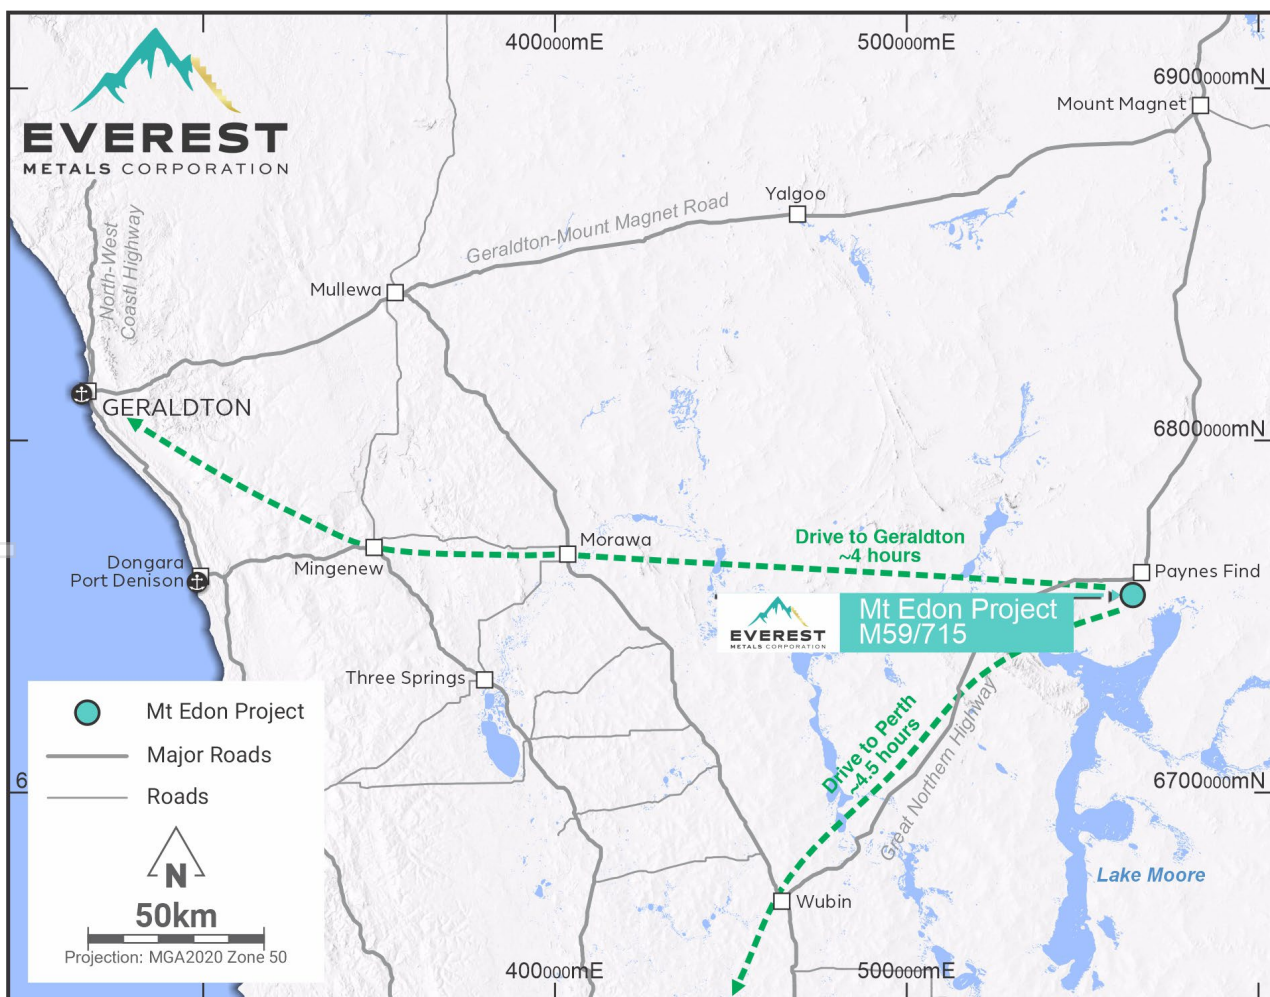 400000mE
500000mE
6900000mN
EVEREST
METALS CORPORATION
Mount Magnet
Yalgoo
Geraldton-Mount Magnet Road
North-West
Coastl Highway
Mullewa
GERALDTON
6800000mN
Drive to Geraldton
~4 hours
Morawa
Mingenew
Dongara
Port Denison
Paynes Find
EVEREST
METALS CORPORATION
Mt Edon Project
M59/715
Three Springs
Drive to Perth
~4.5 hours
Great Northern Highway
6
6700000mN
Mt Edon Project
Major Roads
Roads
N
50km
Projection: MGA2020 Zone 50
Lake Moore
Wubin
400000mE
500000mE